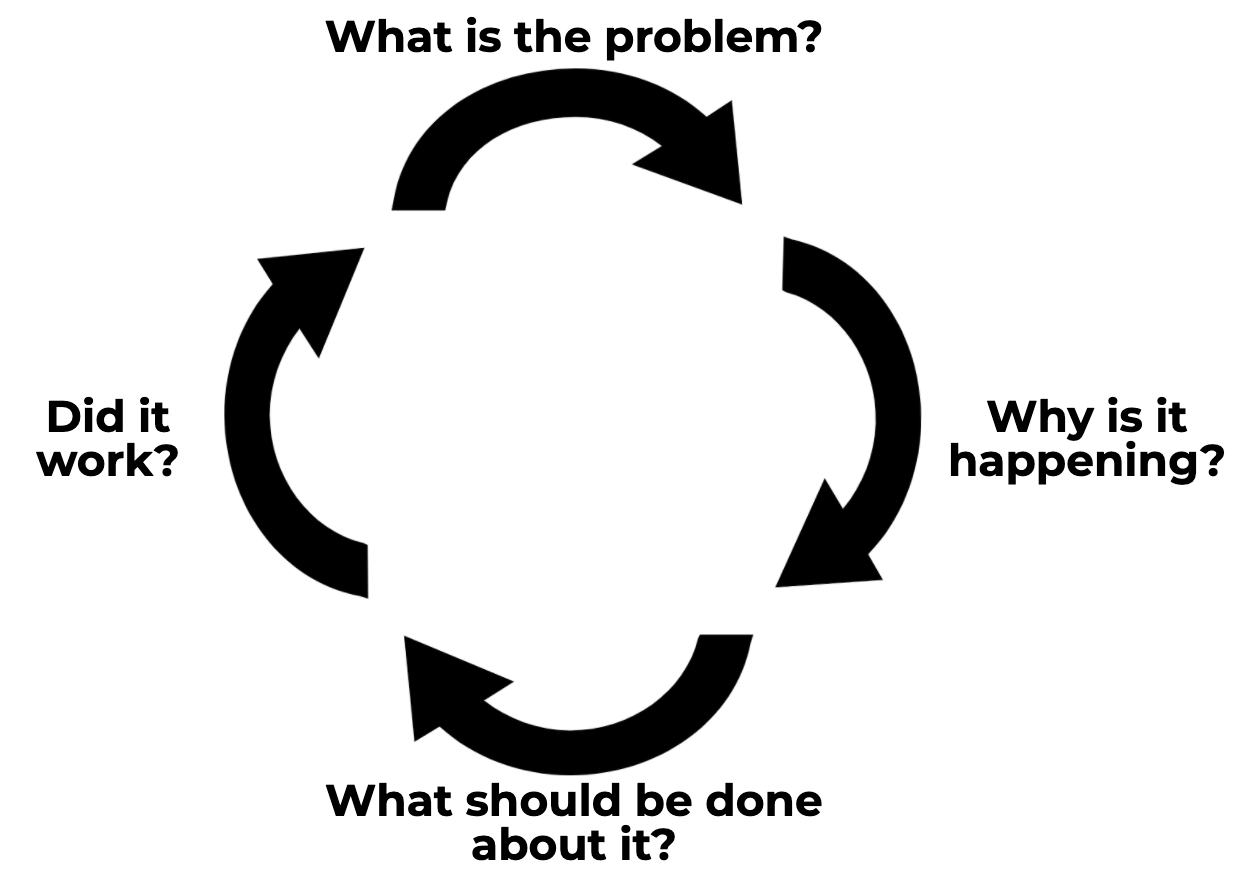 What is the problem?
Why is it
happening?
What should be done
about it?
Did it
work?